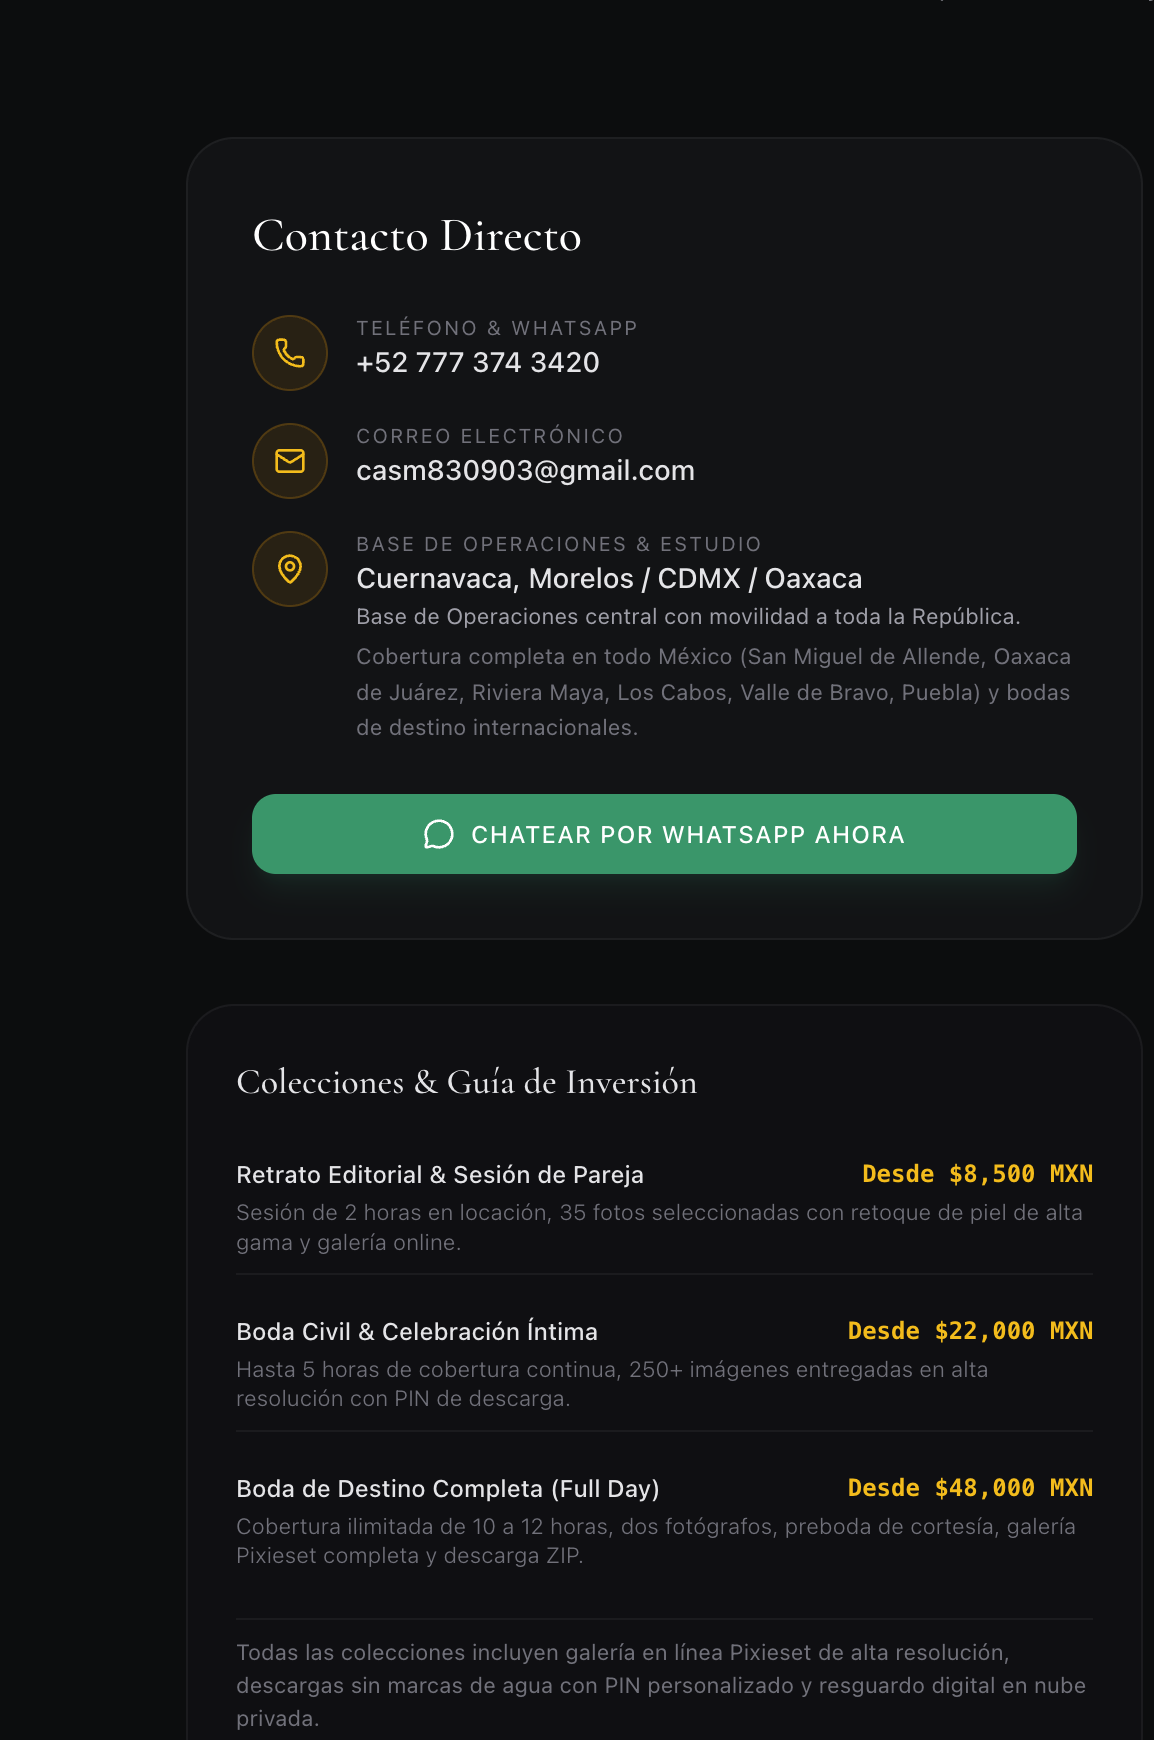 Contacto Directo
TELÉFONO & WHATSAPP
+52 777 374 3420
CORREO ELECTRÓNICO
casm830903@gmail.com
BASE DE OPERACIONES & ESTUDIO
Cuernavaca, Morelos / CDMX / Oaxaca
Base de Operaciones central con movilidad a toda la República.
Cobertura completa en todo México (San Miguel de Allende, Oaxaca
de Juárez, Riviera Maya, Los Cabos, Valle de Bravo, Puebla) y bodas
de destino internacionales.
CHATEAR POR WHATSAPP AHORA
Colecciones & Guía de Inversión
Retrato Editorial & Sesión de Pareja Desde $8,500 MXN
Sesión de 2 horas en locación, 35 fotos seleccionadas con retoque de piel de alta
gama y galería online.
Boda Civil & Celebración Íntima Desde $22,000 MXN
Hasta 5 horas de cobertura continua, 250+ imágenes entregadas en alta
resolución con PIN de descarga.
Boda de Destino Completa (Full Day) Desde $48,000 MXN
Cobertura ilimitada de 10 a 12 horas, dos fotógrafos, preboda de cortesía, galería
Pixieset completa y descarga ZIP.
Todas las colecciones incluyen galería en línea Pixieset de alta resolución,
descargas sin marcas de agua con PIN personalizado y resguardo digital en nube
privada.